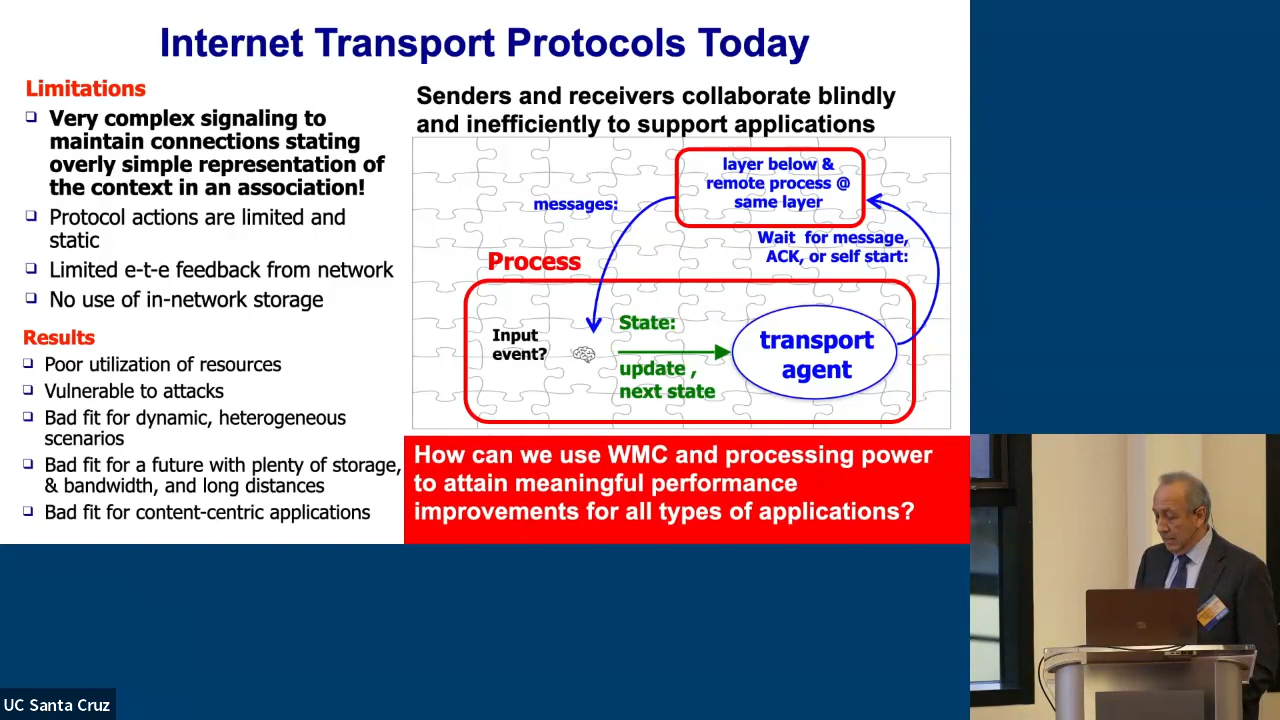 Internet Transport Protocols Today
Limitations
Very complex signaling to
maintain connections stating
overly simple representation of
the context in an association!
Protocol actions are limited and
static
Limited e-t-e feedback from network
No use of in-network storage
Results
Poor utilization of resources
Vulnerable to attacks
Bad fit for dynamic, heterogeneous
scenarios
Bad fit for a future with plenty of storage,
& bandwidth, and long distances
Bad fit for content-centric applications
Senders and receivers collaborate blindly
and inefficiently to support applications
layer below &
remote process @
same layer
messages:
Wait for message,
ACK, or self start:
Process
Input
event?
State:
update ,
next state
transport
agent
How can we use WMC and processing power
to attain meaningful performance
improvements for all types of applications?
UC Santa Cruz